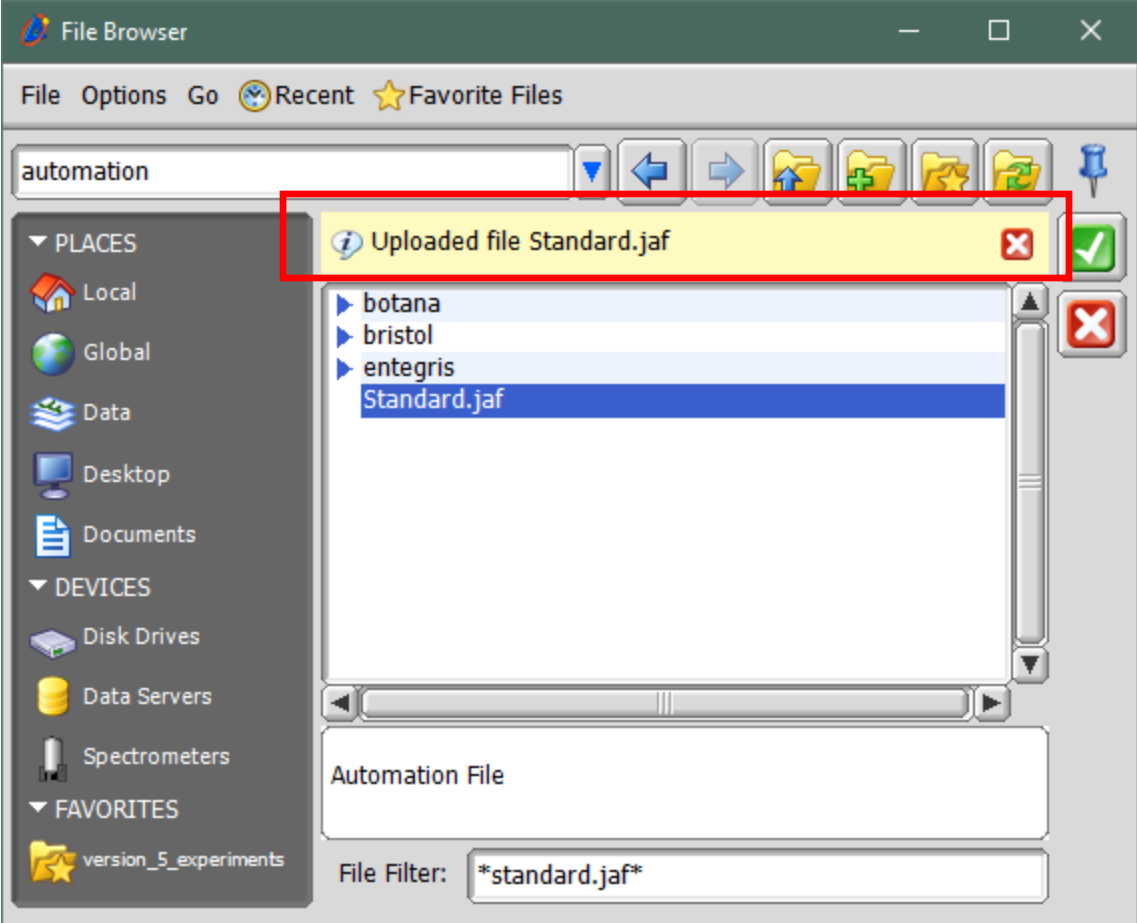 File Browser
File Options Go Recent Favorite Files
automation
PLACES
Local
Global
Data
Desktop
Documents
DEVICES
Disk Drives
Data Servers
Spectrometers
FAVORITES
version_5_experiments
Uploaded file Standard.jaf
botana
bristol
entegris
Standard.jaf
Automation File
File Filter: *standard.jaf*